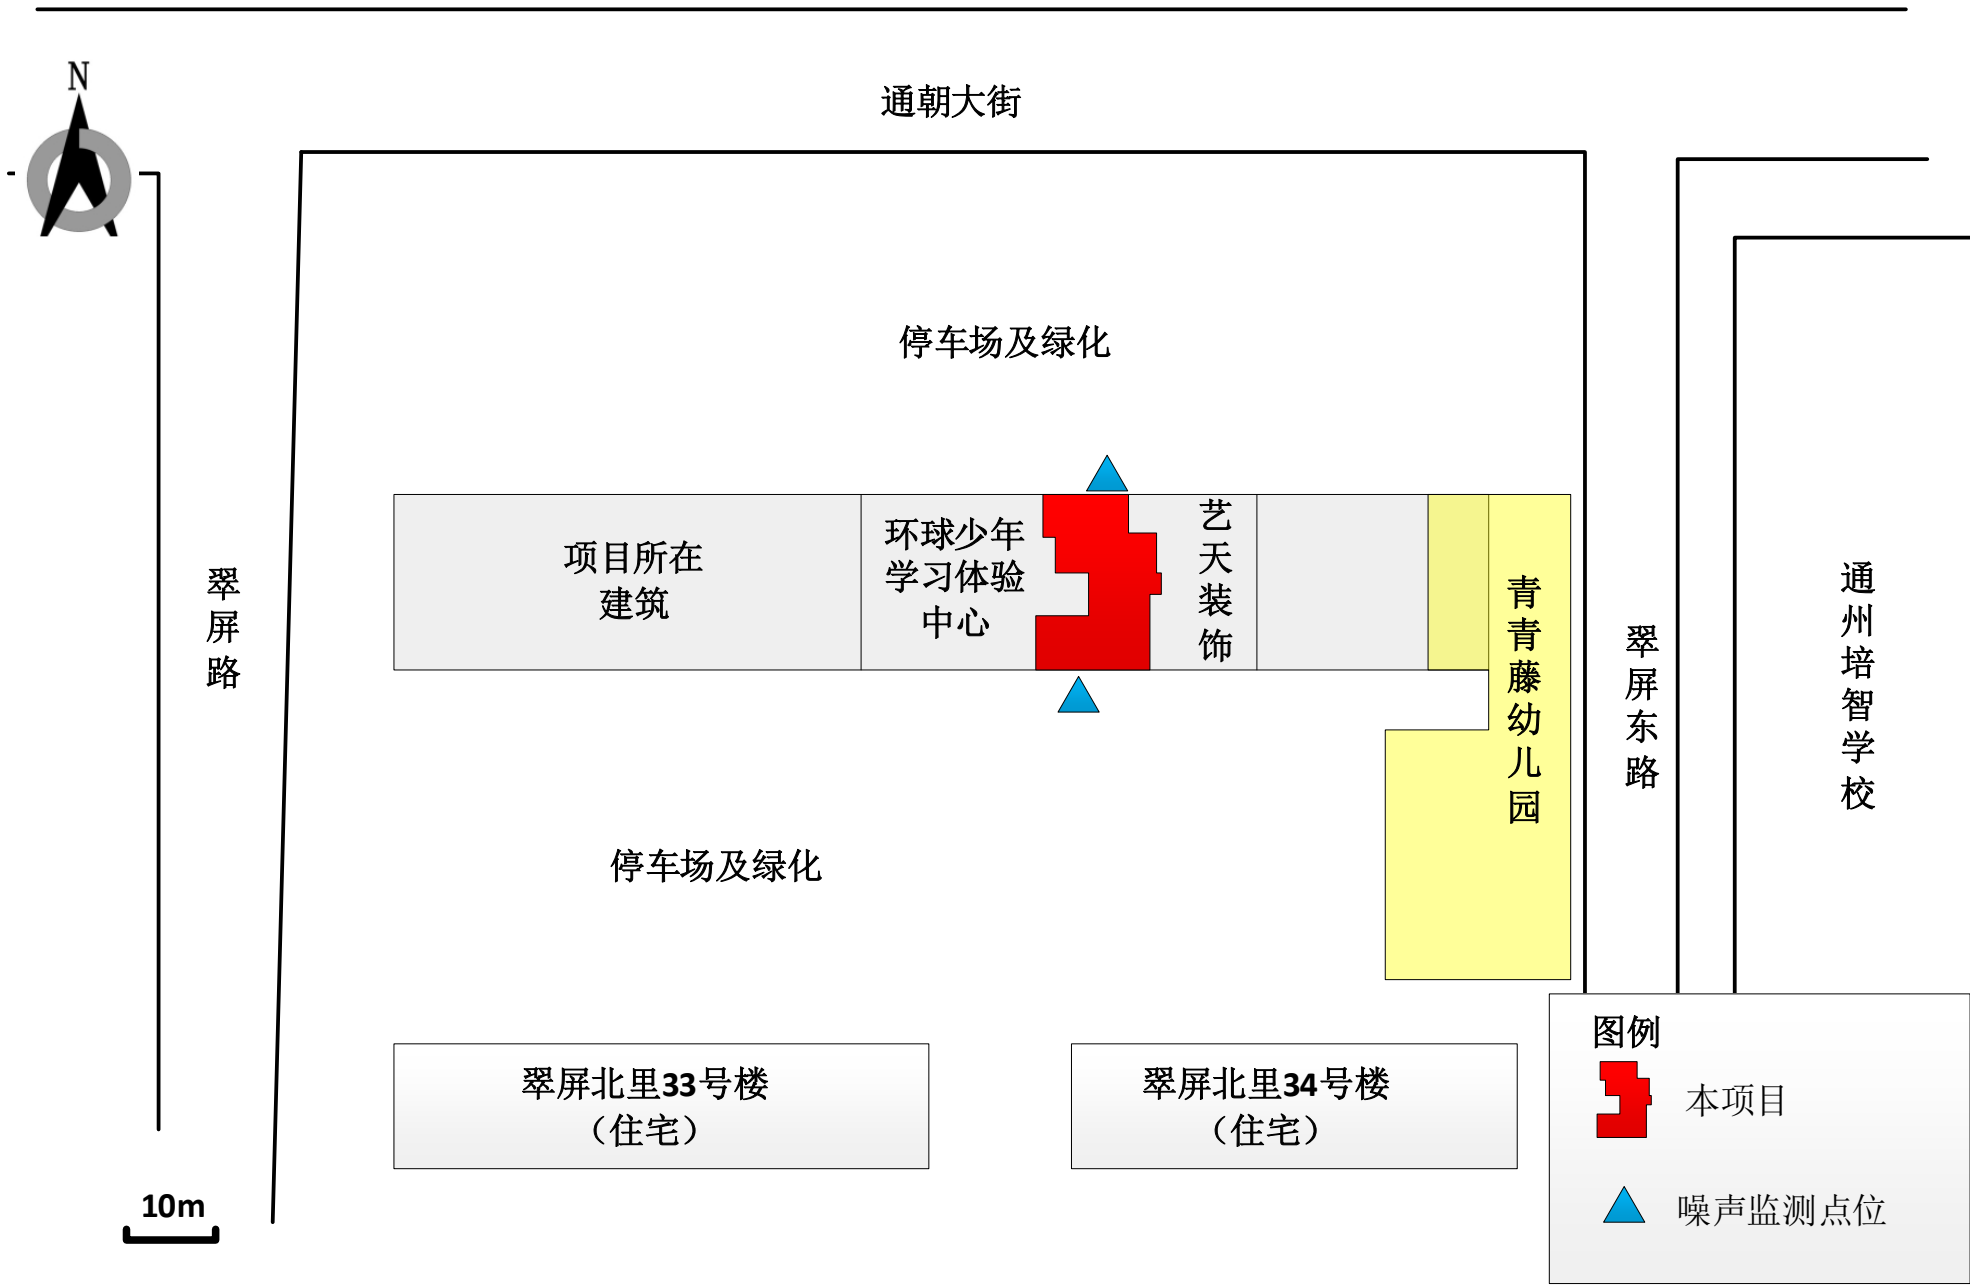 N
通朝大街
停车场及绿化
项目所在
建筑
环球少年
学习体验
中心
艺天装饰
青青藤幼儿园
翠屏路
翠屏东路
通州培智学校
停车场及绿化
翠屏北里33号楼
（住宅）
翠屏北里34号楼
（住宅）
图例
本项目
噪声监测点位
10m